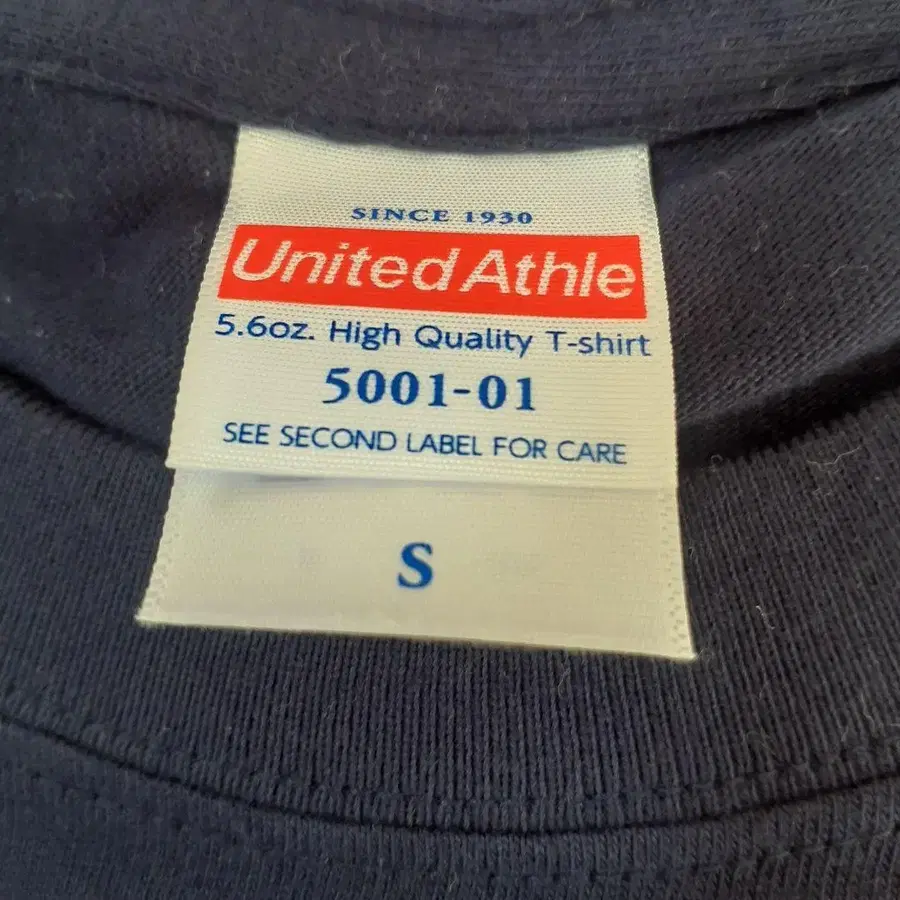 SINCE 1930
United Athle
5.6oz. High Quality T-shirt
5001-01
SEE SECOND LABEL FOR CARE
S